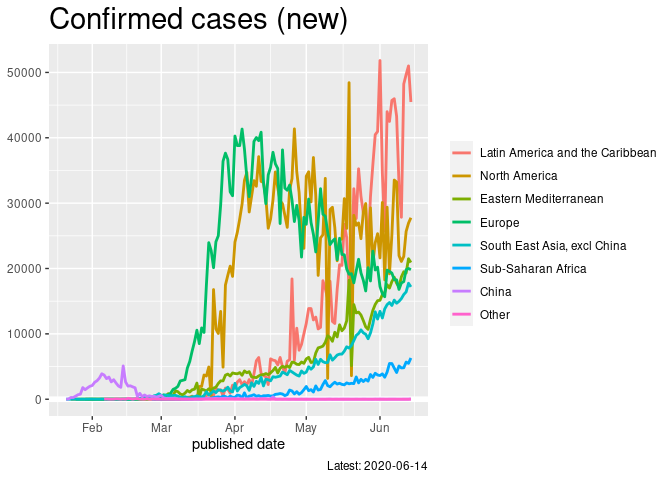 Confirmed cases (new)
50000
40000
30000
20000
10000
0
Feb Mar Apr May Jun
published date
Latin America and the Caribbean
North America
Eastern Mediterranean
Europe
South East Asia, excl China
Sub-Saharan Africa
China
Other
Latest: 2020-06-14